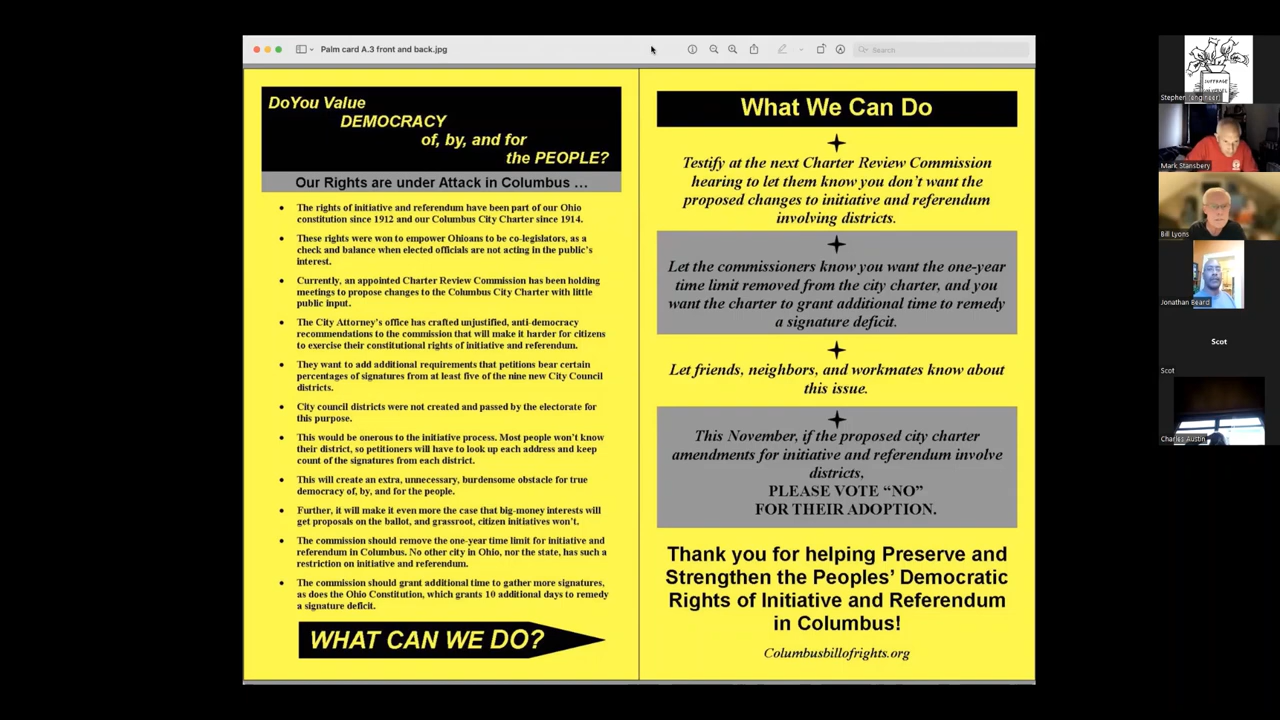 Palm card A.3 front and back.jpg
Search
DoYou Value
DEMOCRACY
of, by, and for
the PEOPLE?
Our Rights are under Attack in Columbus …
• The rights of initiative and referendum have been part of our Ohio
constitution since 1912 and our Columbus City Charter since 1914.
• These rights were won to empower Ohioans to be co-legislators, as a
check and balance when elected officials are not acting in the public's
interest.
• Currently, an appointed Charter Review Commission has been holding
meetings to propose changes to the Columbus City Charter with little
public input.
• The City Attorney's office has crafted unjustified, anti-democracy
recommendations to the commission that will make it harder for citizens
to exercise their constitutional rights of initiative and referendum.
• They want to add additional requirements that petitions bear certain
percentages of signatures from at least five of the nine new City Council
districts.
• City council districts were not created and passed by the electorate for
this purpose.
• This would be onerous to the initiative process. Most people won't know
their district, so petitioners will have to look up each address and keep
count of the signatures from each district.
• This will create an extra, unnecessary, burdensome obstacle for true
democracy of, by, and for the people.
• Further, it will make it even more the case that big-money interests will
get proposals on the ballot, and grassroot, citizen initiatives won't.
• The commission should remove the one-year time limit for initiative and
referendum in Columbus. No other city in Ohio, nor the state, has such a
restriction on initiative and referendum.
• The commission should grant additional time to gather more signatures,
as does the Ohio Constitution, which grants 10 additional days to remedy
a signature deficit.
WHAT CAN WE DO?
What We Can Do
Testify at the next Charter Review Commission
hearing to let them know you don't want the
proposed changes to initiative and referendum
involving districts.
Let the commissioners know you want the one-year
time limit removed from the city charter, and you
want the charter to grant additional time to remedy
a signature deficit.
Let friends, neighbors, and workmates know about
this issue.
This November, if the proposed city charter
amendments for initiative and referendum involve
districts,
PLEASE VOTE “NO”
FOR THEIR ADOPTION.
Thank you for helping Preserve and
Strengthen the Peoples' Democratic
Rights of Initiative and Referendum
in Columbus!
Columbusbillofrights.org
SUFFRAGE
Stephen (engineer)
Mark Stansbery
Bill Lyons
Jonathan Beard
Scot
Scot
Charles Austin